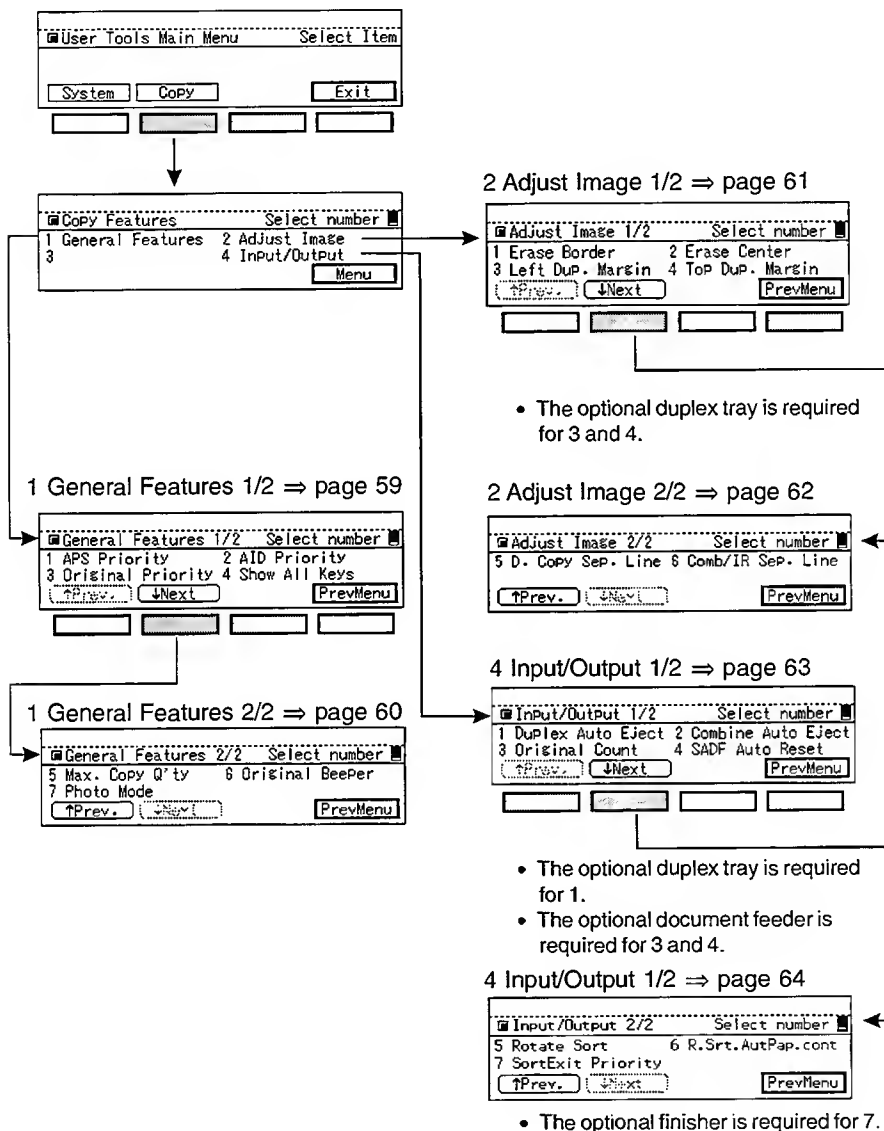 User Tools Main Menu Select Item
System Copy Exit
Copy Features Select number
1 General Features 2 Adjust Image
3 4 Input/Output
Menu
1 General Features 1/2 ⇒ page 59
General Features 1/2 Select number
1 APS Priority 2 AID Priority
3 Original Priority 4 Show All Keys
↑Prev. ↓Next PrevMenu
1 General Features 2/2 ⇒ page 60
General Features 2/2 Select number
5 Max. Copy Q'ty 6 Original Beeper
7 Photo Mode
↑Prev. ↓Next PrevMenu
2 Adjust Image 1/2 ⇒ page 61
Adjust Image 1/2 Select number
1 Erase Border 2 Erase Center
3 Left Dup. Margin 4 Top Dup. Margin
↑Prev. ↓Next PrevMenu
• The optional duplex tray is required
for 3 and 4.
2 Adjust Image 2/2 ⇒ page 62
Adjust Image 2/2 Select number
5 D. Copy Sep. Line 6 Comb/IR Sep. Line
↑Prev. ↓Next PrevMenu
4 Input/Output 1/2 ⇒ page 63
Input/Output 1/2 Select number
1 Duplex Auto Eject 2 Combine Auto Eject
3 Original Count 4 SADF Auto Reset
↑Prev. ↓Next PrevMenu
• The optional duplex tray is required
for 1.
• The optional document feeder is
required for 3 and 4.
4 Input/Output 1/2 ⇒ page 64
Input/Output 2/2 Select number
5 Rotate Sort 6 R.Srt.AutPap.cont
7 SortExit Priority
↑Prev. ↓Next PrevMenu
• The optional finisher is required for 7.